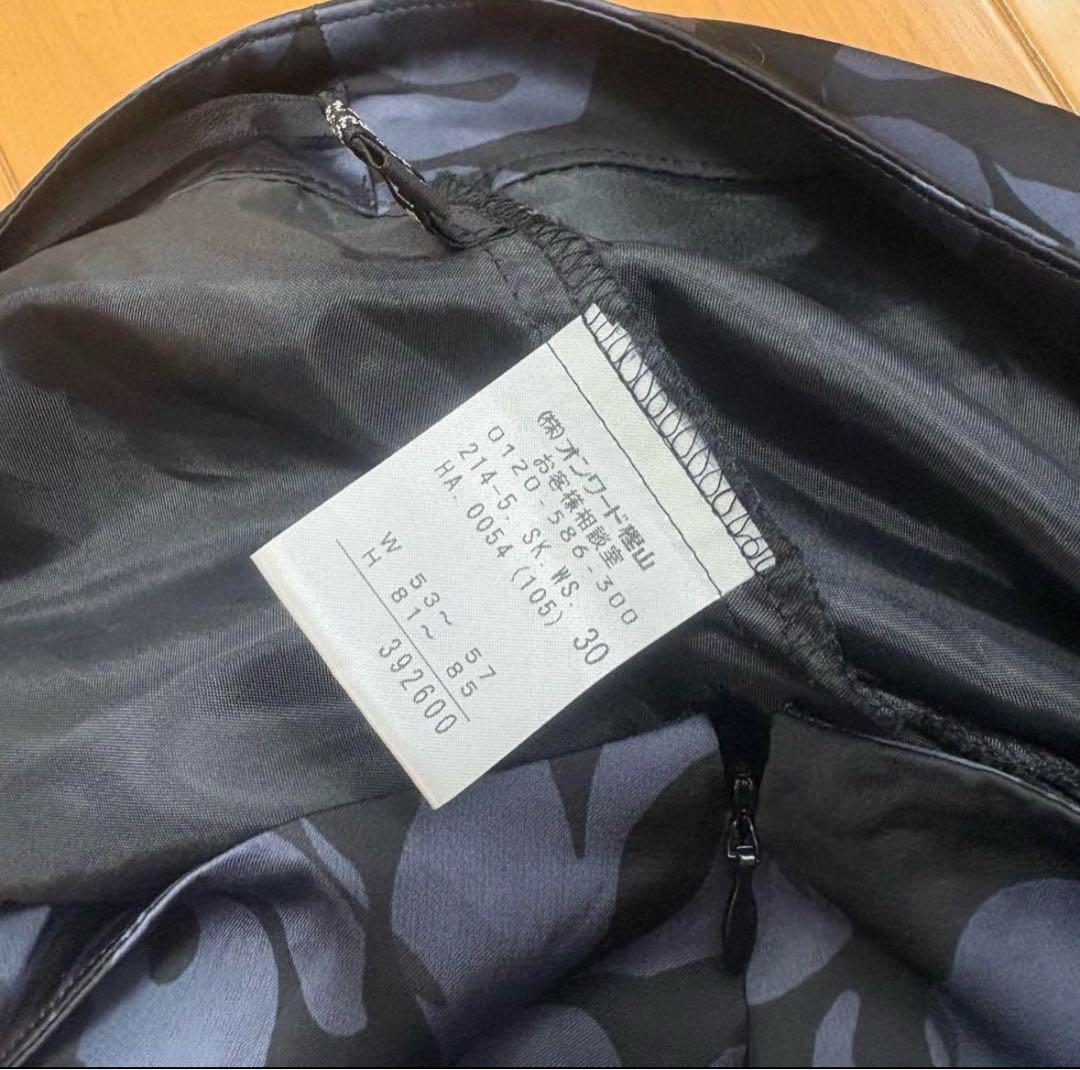 (株)オンワード樫山
お客様相談室
0120-586-300
214-5. SK.WS. 30
HA.0054 (105)
W 53～ 57
H 81～ 85
392600